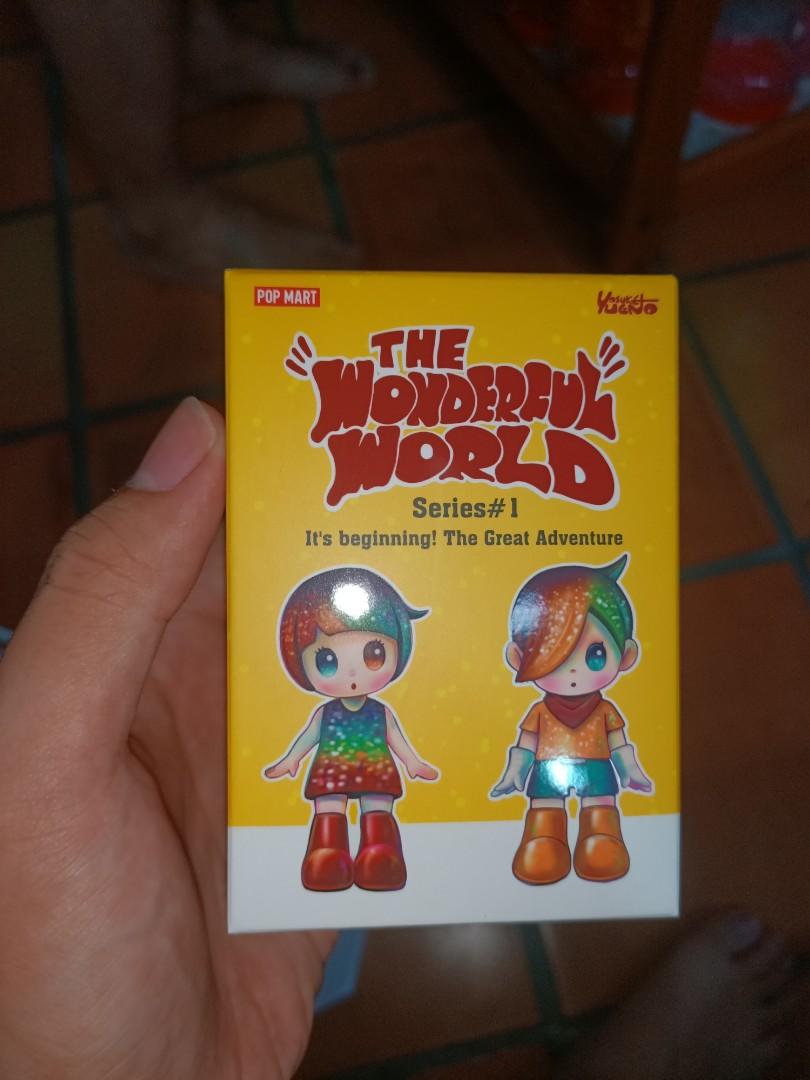 POP MART
Yosuke
UENO
THE
WONDERFUL
WORLD
Series#1
It's beginning! The Great Adventure